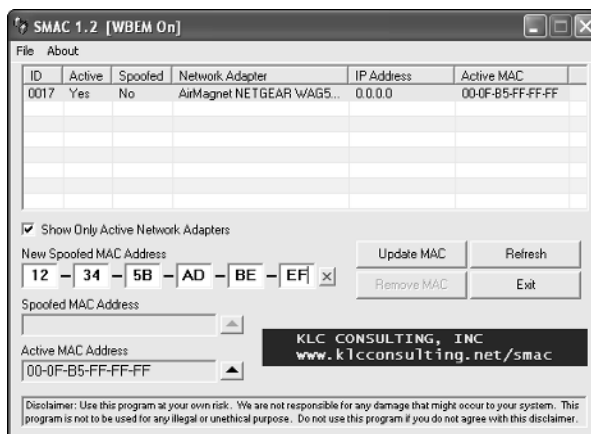 SMAC 1.2 [WBEM On]
File About
ID Active Spoofed Network Adapter IP Address Active MAC
0017 Yes No AirMagnet NETGEAR WAG5... 0.0.0.0 00-0F-B5-FF-FF-FF
Show Only Active Network Adapters
New Spoofed MAC Address
12 - 34 - 5B - AD - BE - EF
Update MAC Refresh
Remove MAC Exit
Spoofed MAC Address
KLC CONSULTING, INC
www.klcconsulting.net/smac
Active MAC Address
00-0F-B5-FF-FF-FF
Disclaimer: Use this program at your own risk. We are not responsible for any damage that might occur to your system. This
program is not to be used for any illegal or unethical purpose. Do not use this program if you do not agree with this disclaimer.